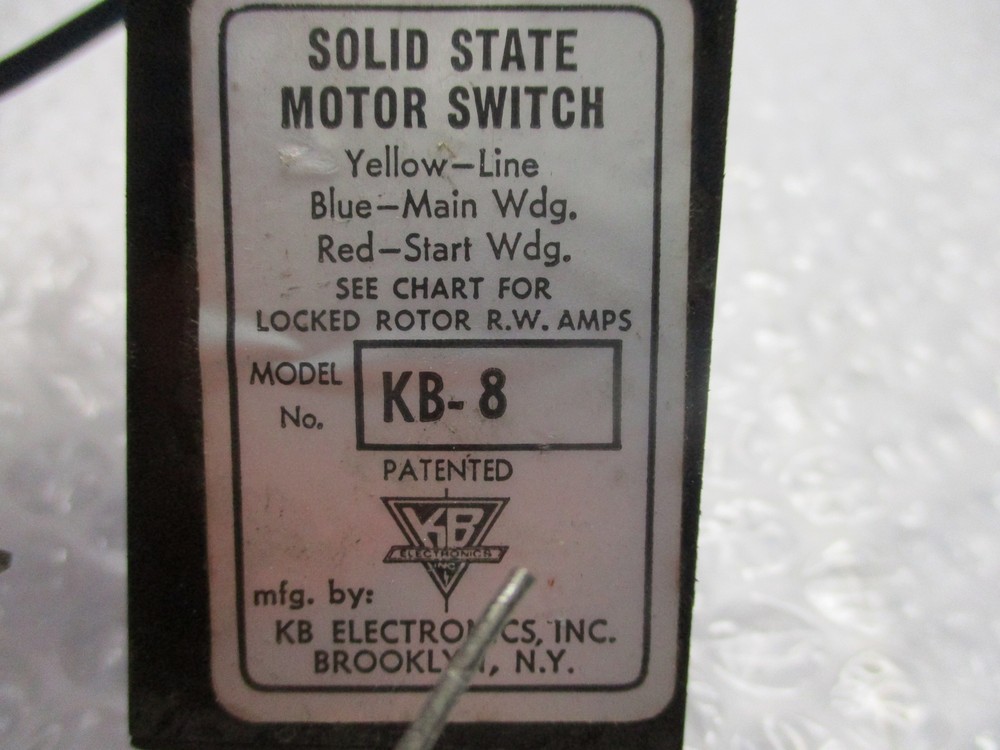 SOLID STATE
MOTOR SWITCH
Yellow—Line
Blue—Main Wdg.
Red—Start Wdg.
SEE CHART FOR
LOCKED ROTOR R.W. AMPS
MODEL No. KB-8
PATENTED
KB
ELECTRONICS
INC
mfg. by:
KB ELECTRONICS, INC.
BROOKLYN, N.Y.